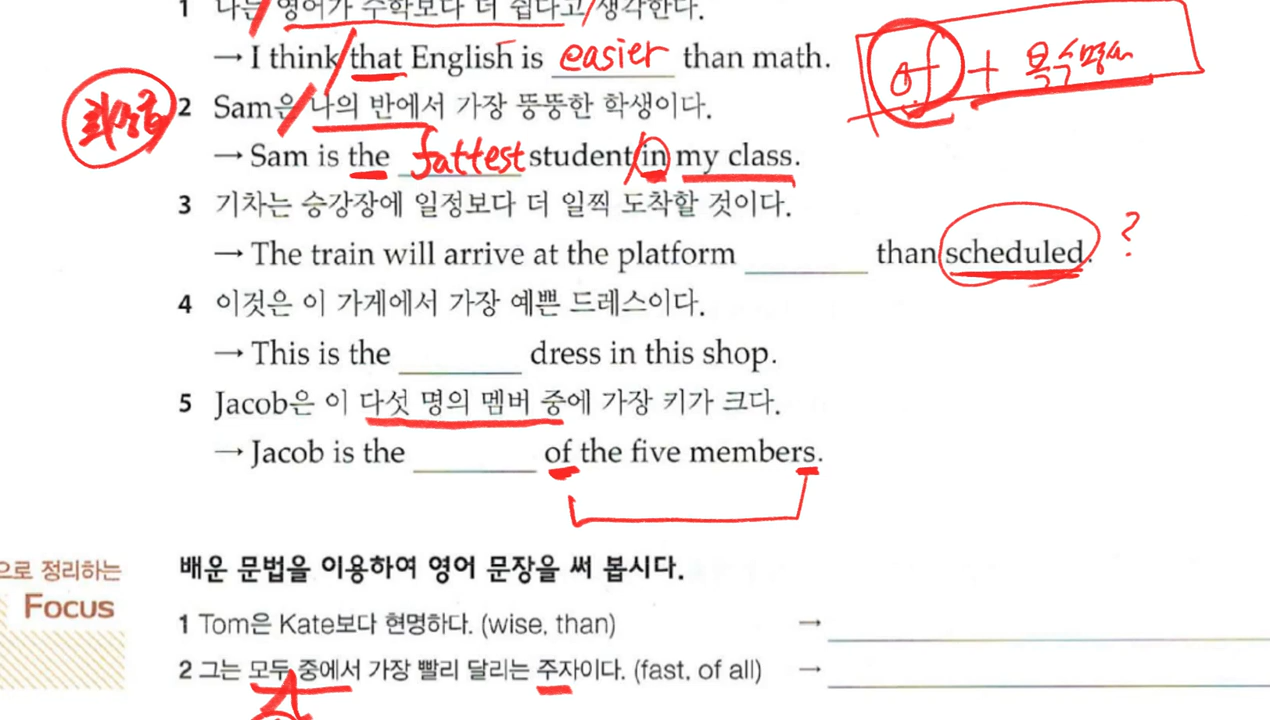 1 나는 영어가 수학보다 더 쉽다고 생각한다.
→ I think that English is easier than math.
of + 복수명사
최상급
2 Sam은 나의 반에서 가장 뚱뚱한 학생이다.
→ Sam is the fattest student in my class.
3 기차는 승강장에 일정보다 더 일찍 도착할 것이다.
→ The train will arrive at the platform ______ than scheduled. ?
4 이것은 이 가게에서 가장 예쁜 드레스이다.
→ This is the ______ dress in this shop.
5 Jacob은 이 다섯 명의 멤버 중에 가장 키가 크다.
→ Jacob is the ______ of the five members.
으로 정리하는
Focus
배운 문법을 이용하여 영어 문장을 써 봅시다.
1 Tom은 Kate보다 현명하다. (wise, than) →
2 그는 모두 중에서 가장 빨리 달리는 주자이다. (fast, of all) →